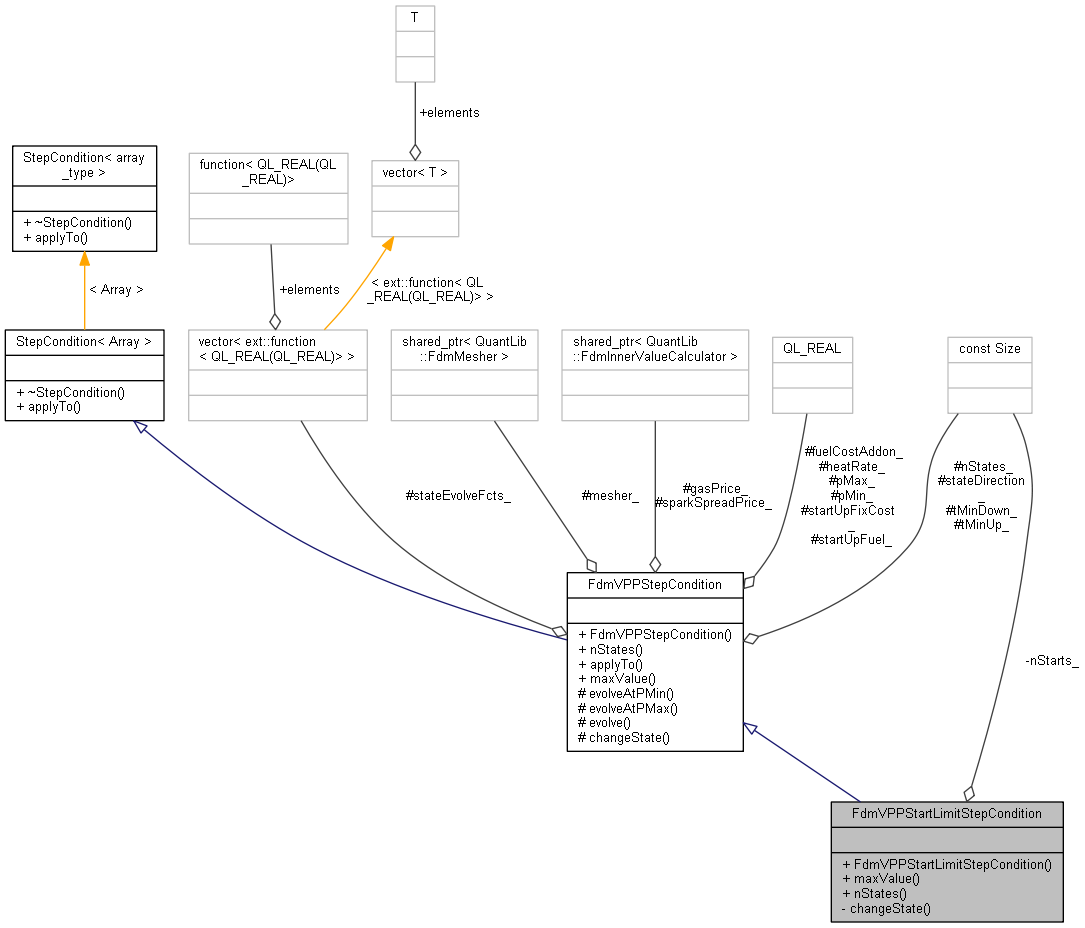 T
+elements
StepCondition< array
_type >
+ ~StepCondition()
+ applyTo()
function< QL_REAL(QL
_REAL)>
vector< T >
< Array >
+elements
< ext::function< QL
_REAL(QL_REAL)> >
StepCondition< Array >
+ ~StepCondition()
+ applyTo()
vector< ext::function
< QL_REAL(QL_REAL)> >
shared_ptr< QuantLib
::FdmMesher >
shared_ptr< QuantLib
::FdmInnerValueCalculator >
QL_REAL
const Size
#stateEvolveFcts_
#mesher_
#gasPrice_
#sparkSpreadPrice_
#fuelCostAddon_
#heatRate_
#pMax_
#pMin_
#startUpFixCost
_
#startUpFuel_
#nStates_
#stateDirection
_
#tMinDown_
#tMinUp_
-nStarts_
FdmVPPStepCondition
+ FdmVPPStepCondition()
+ nStates()
+ applyTo()
+ maxValue()
# evolveAtPMin()
# evolveAtPMax()
# evolve()
# changeState()
FdmVPPStartLimitStepCondition
+ FdmVPPStartLimitStepCondition()
+ maxValue()
+ nStates()
- changeState()